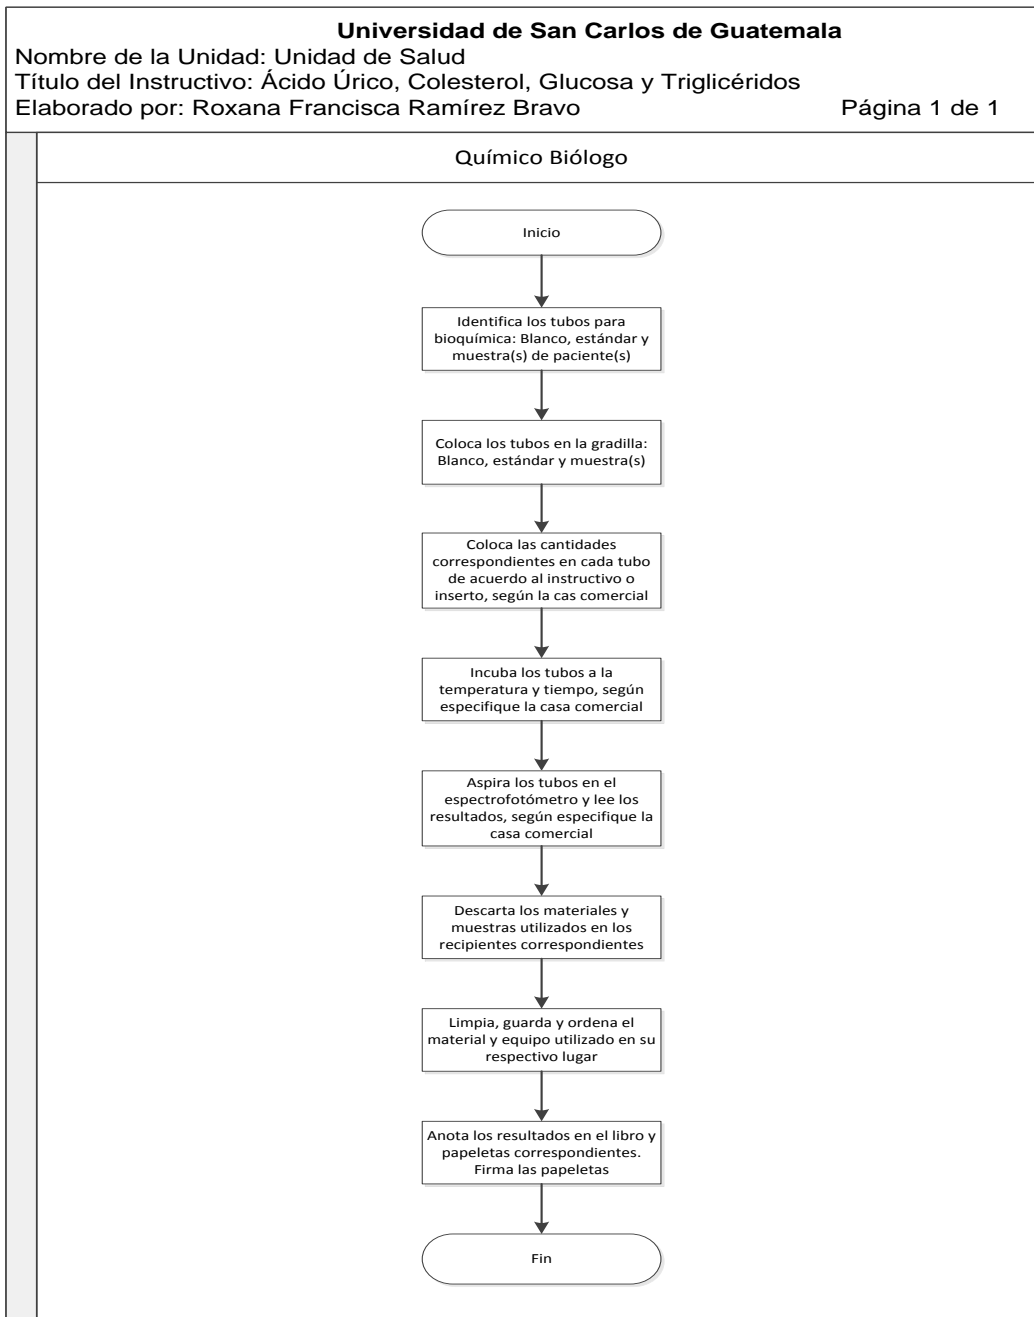 Universidad de San Carlos de Guatemala
Nombre de la Unidad: Unidad de Salud
Título del Instructivo: Ácido Úrico, Colesterol, Glucosa y Triglicéridos
Elaborado por: Roxana Francisca Ramírez Bravo Página 1 de 1
Químico Biólogo
Inicio
Identifica los tubos para
bioquímica: Blanco, estándar y
muestra(s) de paciente(s)
Coloca los tubos en la gradilla:
Blanco, estándar y muestra(s)
Coloca las cantidades
correspondientes en cada tubo
de acuerdo al instructivo o
inserto, según la cas comercial
Incuba los tubos a la
temperatura y tiempo, según
especifique la casa comercial
Aspira los tubos en el
espectrofotómetro y lee los
resultados, según especifique la
casa comercial
Descarta los materiales y
muestras utilizados en los
recipientes correspondientes
Limpia, guarda y ordena el
material y equipo utilizado en su
respectivo lugar
Anota los resultados en el libro y
papeletas correspondientes.
Firma las papeletas
Fin